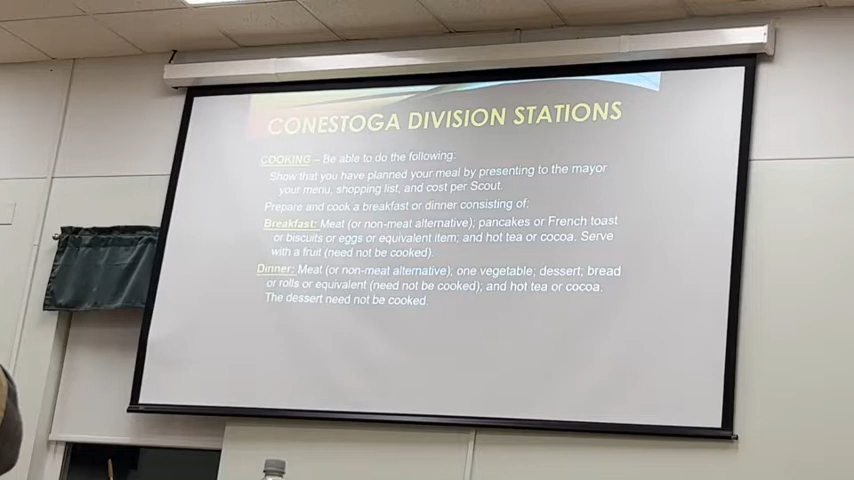 CONESTOGA DIVISION STATIONS
COOKING – Be able to do the following:
Show that you have planned your meal by presenting to the mayor
your menu, shopping list, and cost per Scout.
Prepare and cook a breakfast or dinner consisting of:
Breakfast: Meat (or non-meat alternative); pancakes or French toast
or biscuits or eggs or equivalent item; and hot tea or cocoa. Serve
with a fruit (need not be cooked).
Dinner: Meat (or non-meat alternative), one vegetable; dessert; bread
or rolls or equivalent (need not be cooked); and hot tea or cocoa.
The dessert need not be cooked.